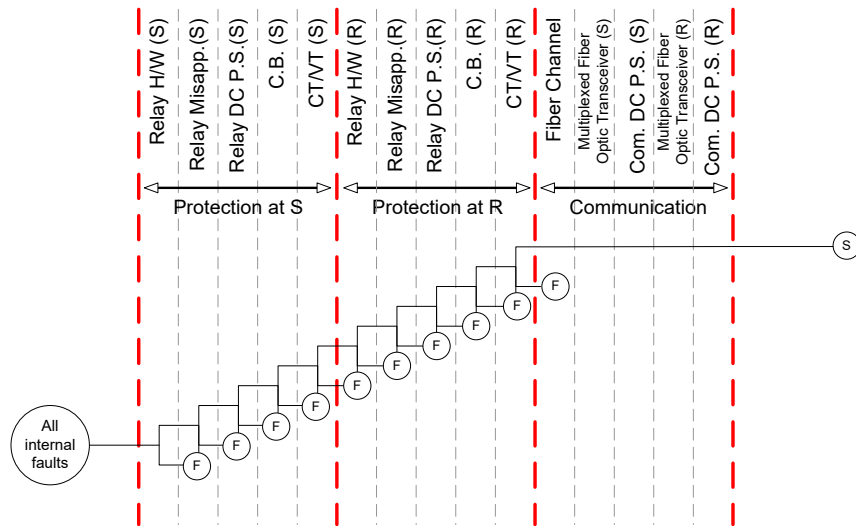 Relay H/W (S)
Relay Misapp.(S)
Relay DC P.S.(S)
C.B. (S)
CT/VT (S)
Relay H/W (R)
Relay Misapp.(R)
Relay DC P.S.(R)
C.B. (R)
CT/VT (R)
Fiber Channel
Multiplexed Fiber
Optic Transceiver (S)
Com. DC P.S. (S)
Multiplexed Fiber
Optic Transceiver (R)
Com. DC P.S. (R)
Protection at S
Protection at R
Communication
S
F
F
F
F
F
F
F
F
F
F
All
internal
faults